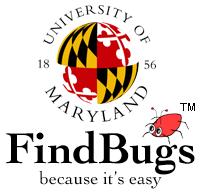 UNIVERSITY OF
18 56
MARYLAND
TM
FindBugs
because it's easy